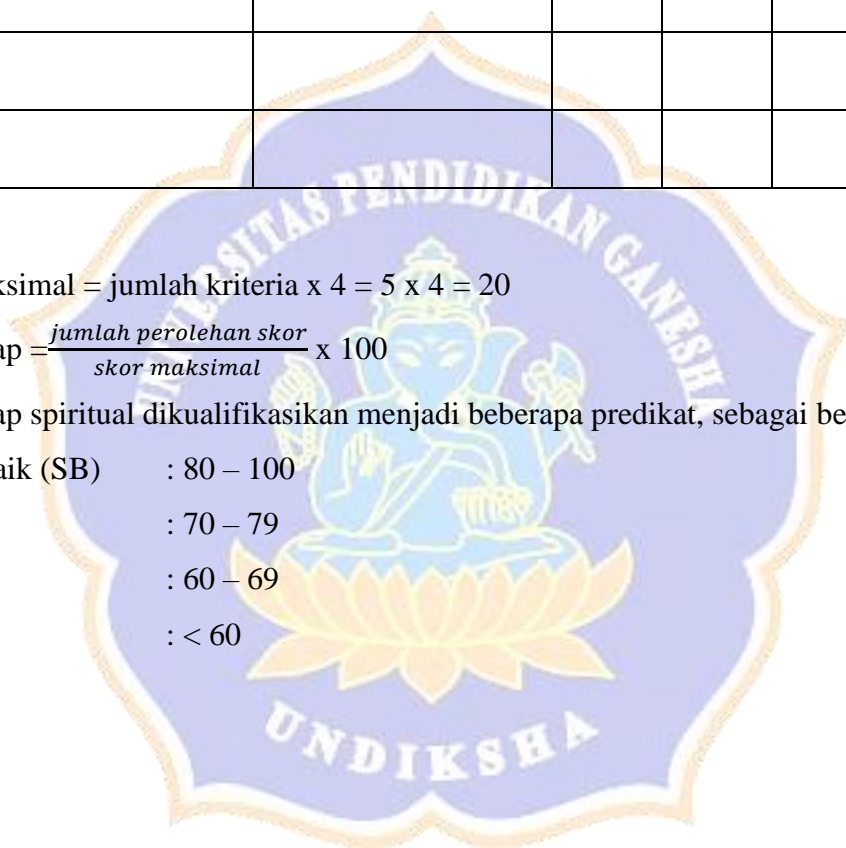 UNIVERSITAS PENDIDIKAN GANESHA
ksimal = jumlah kriteria x 4 = 5 x 4 = 20
ap = jumlah perolehan skor / skor maksimal x 100
ap spiritual dikualifikasikan menjadi beberapa predikat, sebagai be
aik (SB) : 80 – 100
: 70 – 79
: 60 – 69
: < 60
UNDIKSHA